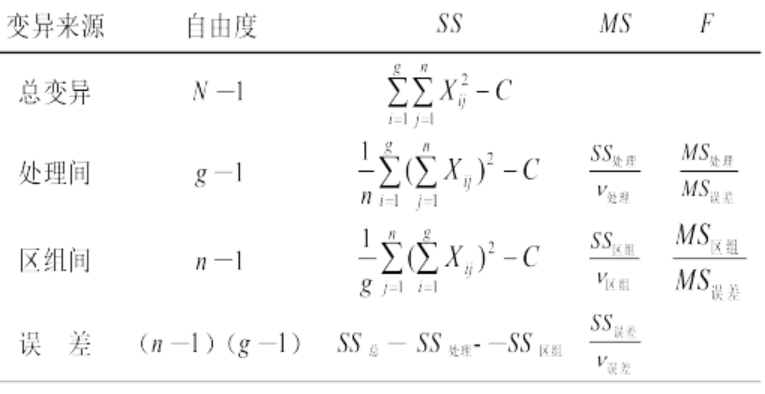 变异来源 自由度 SS MS F
总变异 N-1 \sum_{i=1}^{g}\sum_{j=1}^{n}X_{ij}^{2}-C
处理间 g-1 \frac{1}{n}\sum_{i=1}^{g}(\sum_{j=1}^{n}X_{ij})^{2}-C \frac{SS_{处理}}{ν_{处理}} \frac{MS_{处理}}{MS_{误差}}
区组间 n-1 \frac{1}{g}\sum_{j=1}^{n}(\sum_{i=1}^{g}X_{ij})^{2}-C \frac{SS_{区组}}{ν_{区组}} \frac{MS_{区组}}{MS_{误差}}
误 差 (n-1)(g-1) SS_{总}-SS_{处理}--SS_{区组} \frac{SS_{误差}}{ν_{误差}}